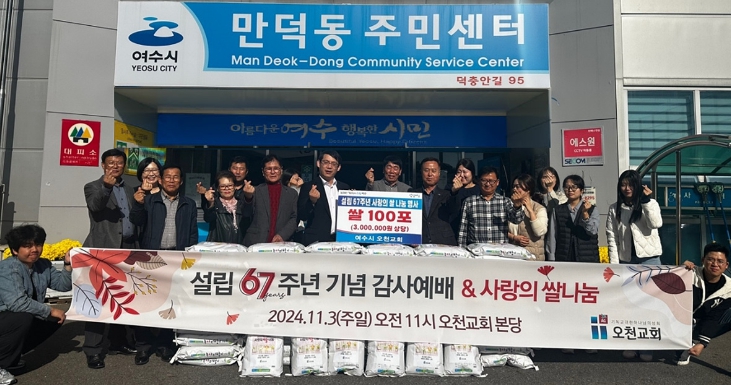 여수시
YEOSU CITY
만덕동 주민센터
Man Deok-Dong Community Service Center
덕충안길 95
아름다운 여수 행복한 시민
대피소
에스원
SECOM
설립 67주년 사랑의 쌀 나눔 행사
쌀 100포
(3,000,000원 상당)
여수시 오천교회
설립 67주년 기념 감사예배 & 사랑의 쌀나눔
years
2024.11.3(주일) 오전 11시 오천교회 본당
오천교회